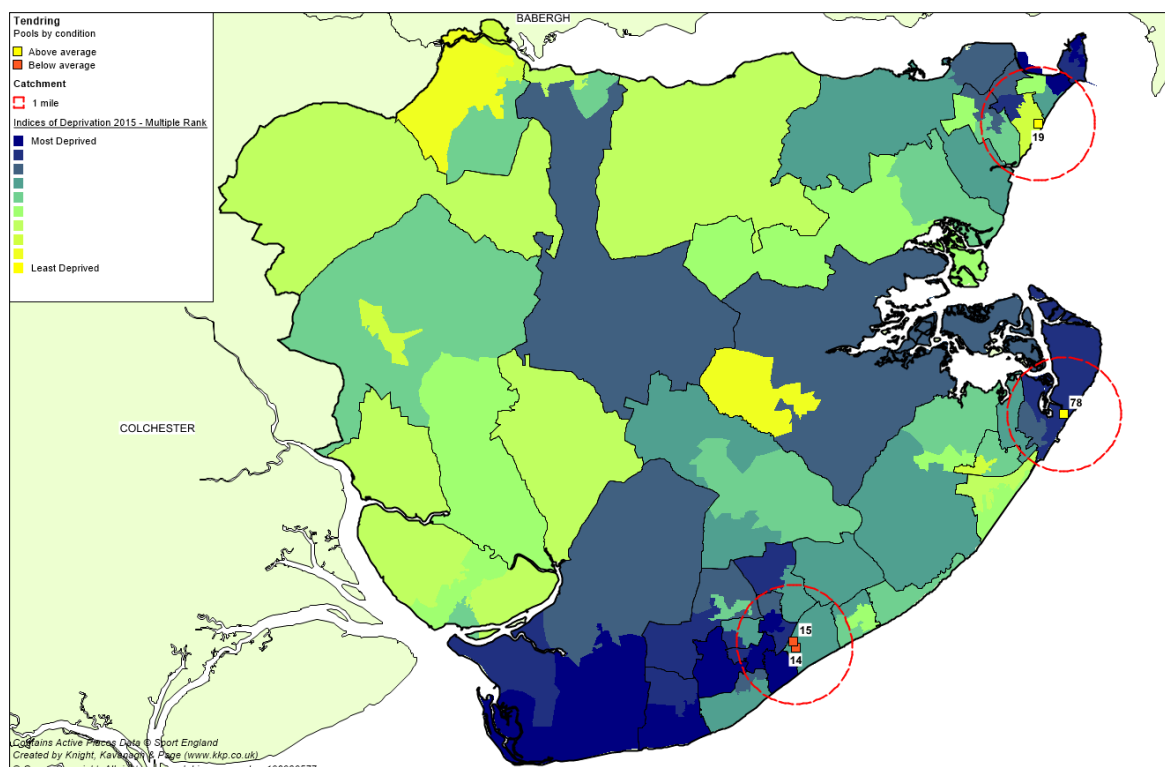 Tendring
Pools by condition
Above average
Below average
Catchment
1 mile
Indices of Deprivation 2015 - Multiple Rank
Most Deprived
Least Deprived
BABERGH
19
78
COLCHESTER
15
14
Contains Active Places Data © Sport England
Created by Knight, Kavanagh & Page (www.kkp.co.uk)